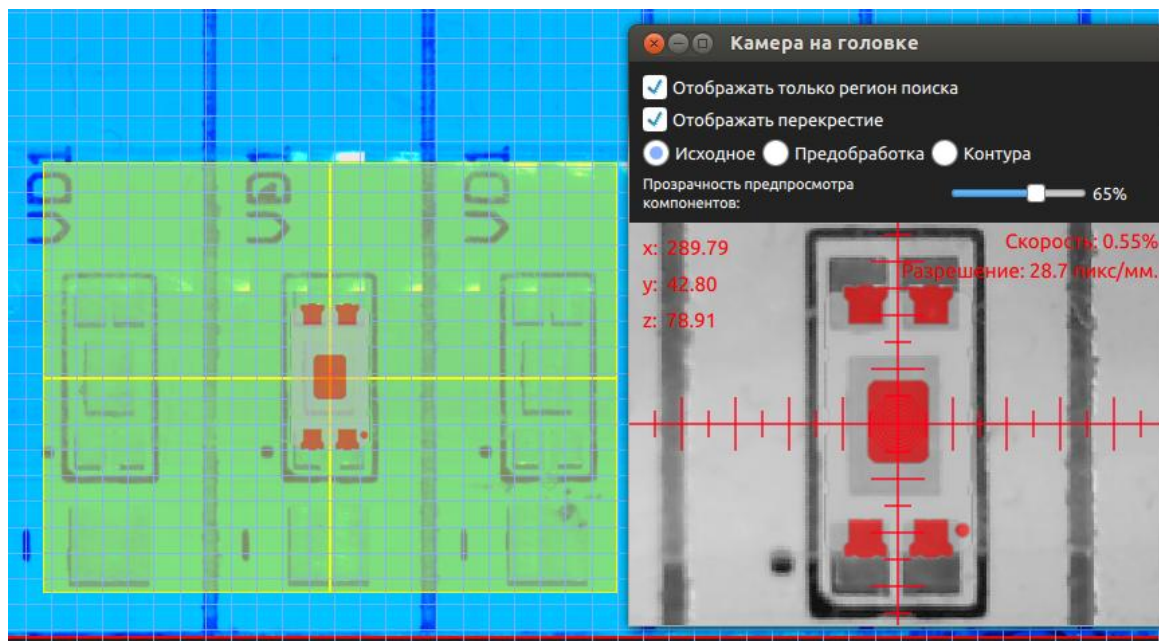 Камера на головке
Отображать только регион поиска
Отображать перекрестие
Исходное Предобработка Контура
Прозрачность предпросмотра
компонентов:
65%
x: 289.79
y: 42.80
z: 78.91
Скорость: 0.55%
Разрешение: 28.7 пикс/мм.